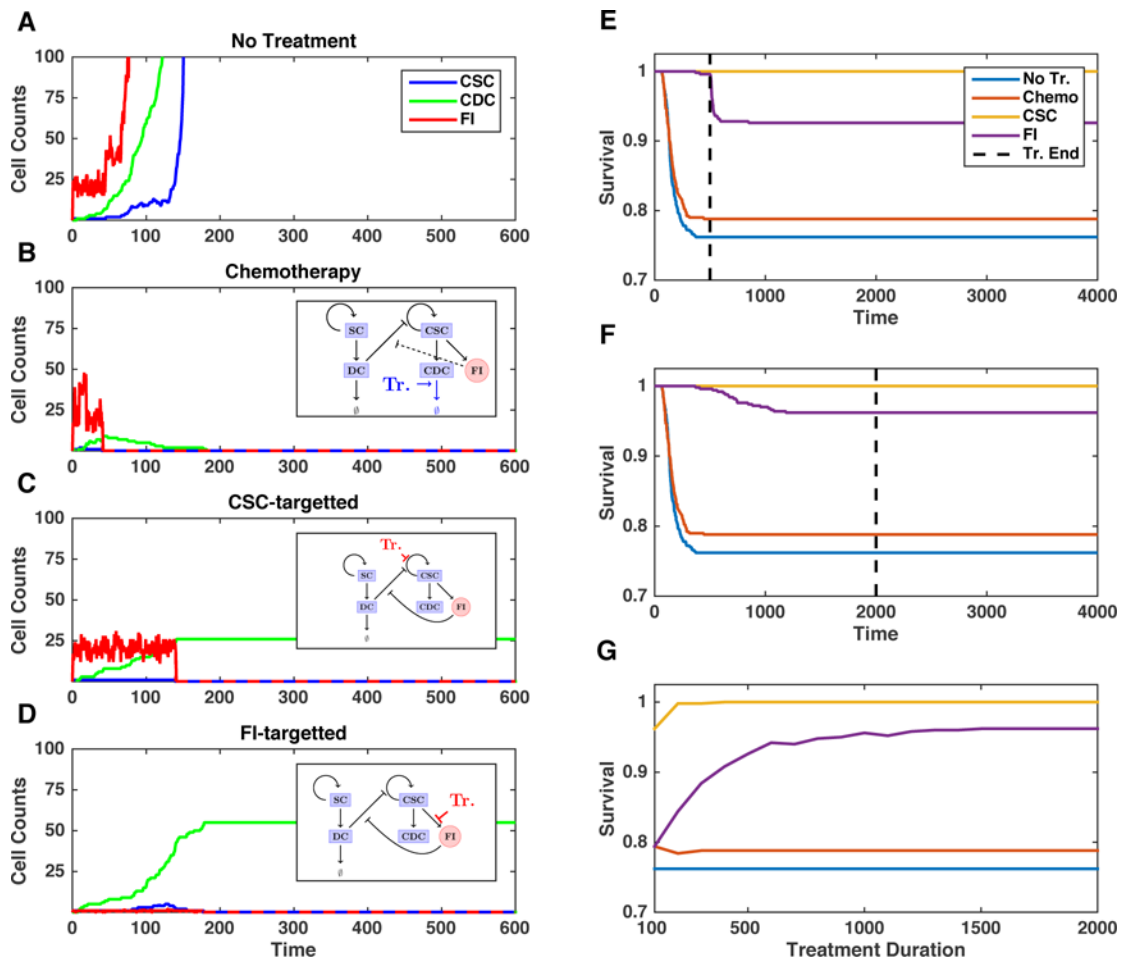 A
No Treatment
Cell Counts
100
75
50
25
0 100 200 300 400 500 600
CSC
CDC
FI
B
Chemotherapy
Cell Counts
100
75
50
25
0 100 200 300 400 500 600
SC
CSC
DC
CDC
FI
Tr.
∅
∅
C
CSC-targetted
Cell Counts
100
75
50
25
0 100 200 300 400 500 600
Tr.
SC
CSC
DC
CDC
FI
∅
D
FI-targetted
Cell Counts
100
75
50
25
0 100 200 300 400 500 600
Time
SC
CSC
Tr.
DC
CDC
FI
∅
E
Survival
1
0.9
0.8
0.7
0 1000 2000 3000 4000
Time
No Tr.
Chemo
CSC
FI
Tr. End
F
Survival
1
0.9
0.8
0.7
0 1000 2000 3000 4000
Time
G
Survival
1
0.9
0.8
0.7
100 500 1000 1500 2000
Treatment Duration